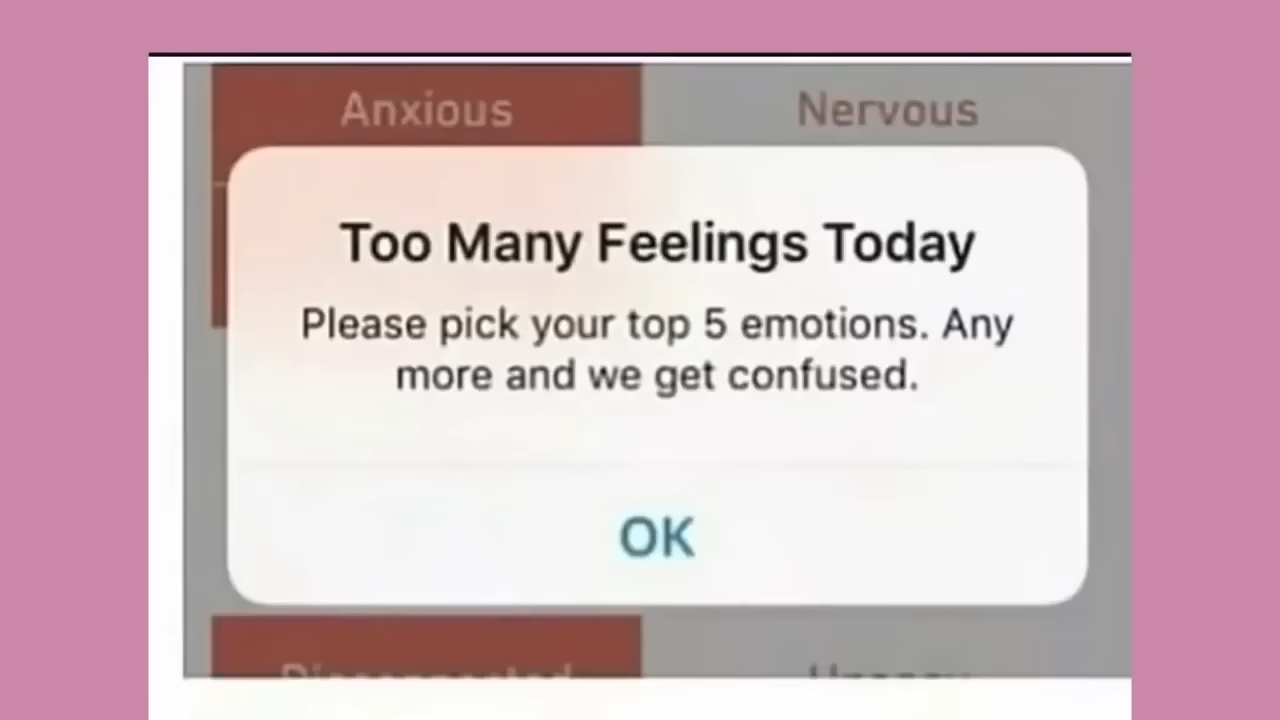 Anxious
Nervous
Too Many Feelings Today
Please pick your top 5 emotions. Any
more and we get confused.
OK
Disconnected